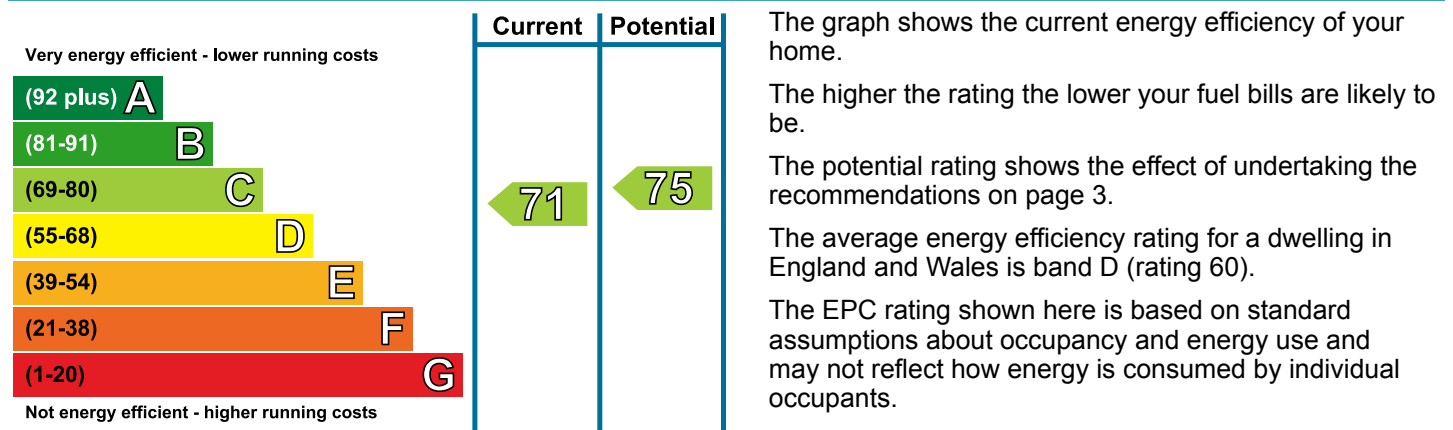 Current Potential
Very energy efficient - lower running costs
(92 plus) A
(81-91) B
(69-80) C
(55-68) D
(39-54) E
(21-38) F
(1-20) G
Not energy efficient - higher running costs
71
75
The graph shows the current energy efficiency of your
home.
The higher the rating the lower your fuel bills are likely to
be.
The potential rating shows the effect of undertaking the
recommendations on page 3.
The average energy efficiency rating for a dwelling in
England and Wales is band D (rating 60).
The EPC rating shown here is based on standard
assumptions about occupancy and energy use and
may not reflect how energy is consumed by individual
occupants.